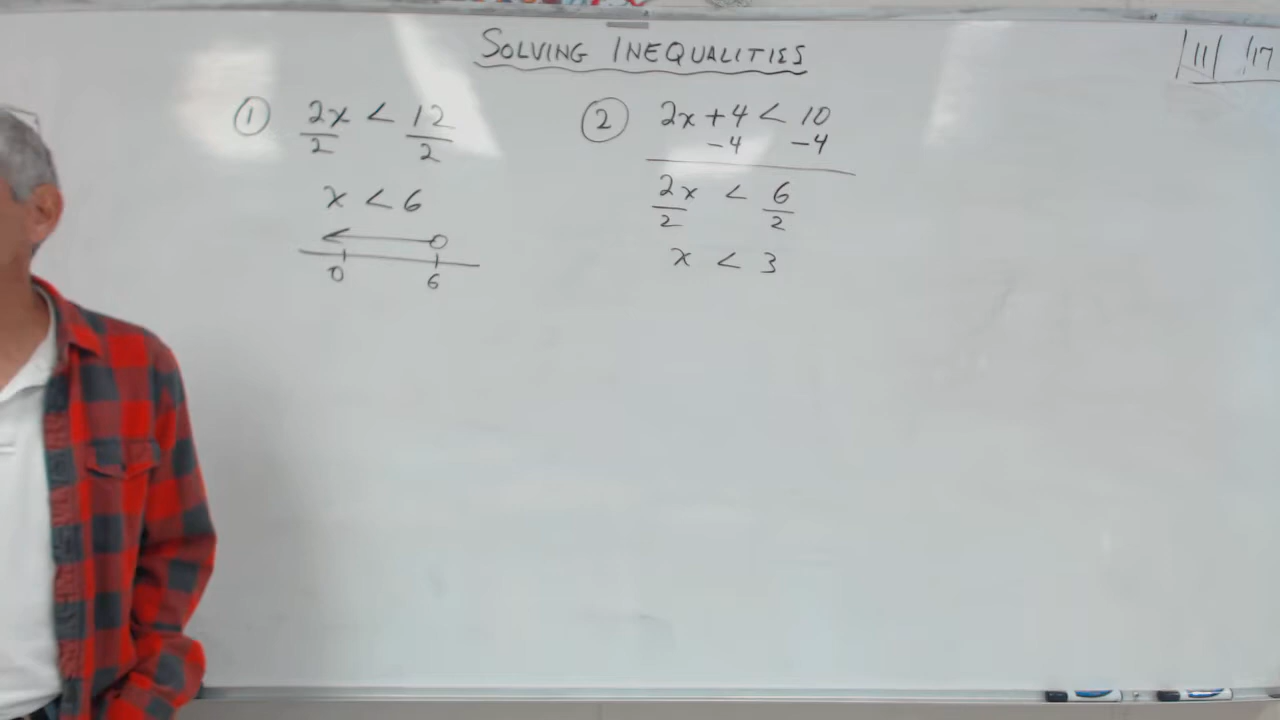 SOLVING INEQUALITIES
11 17
① 2x < 12
2 2
x < 6
0 6
② 2x + 4 < 10
-4 -4
2x < 6
2 2
x < 3